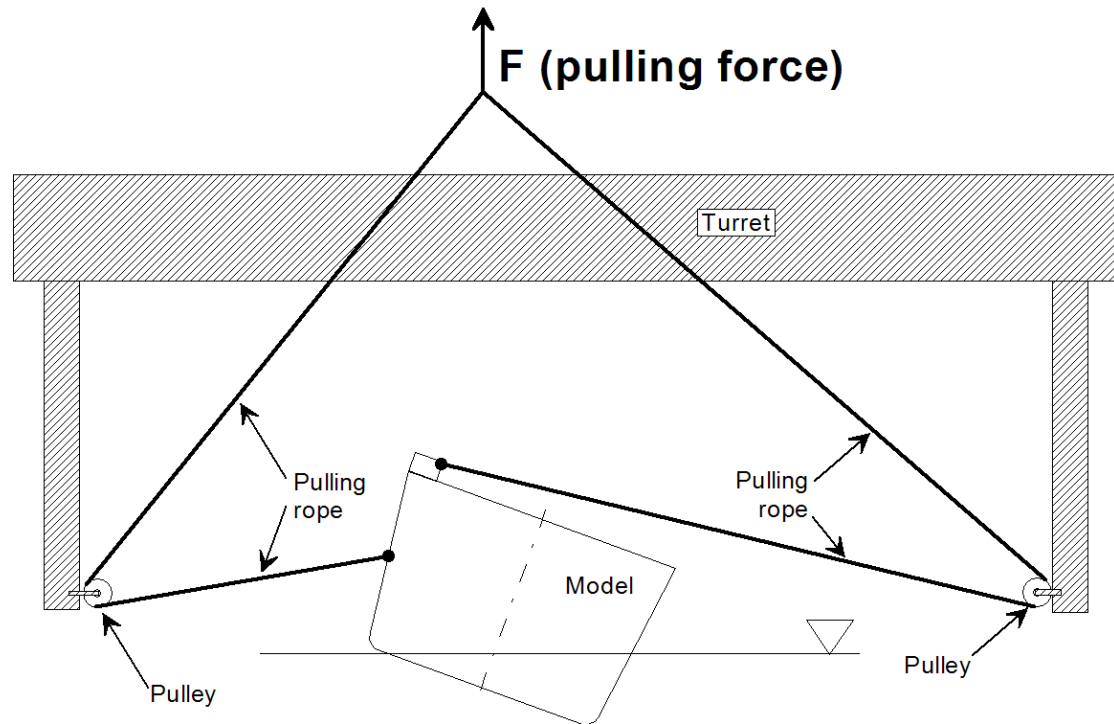 F (pulling force)
Turret
Pulling
rope
Pulling
rope
Model
Pulley
Pulley